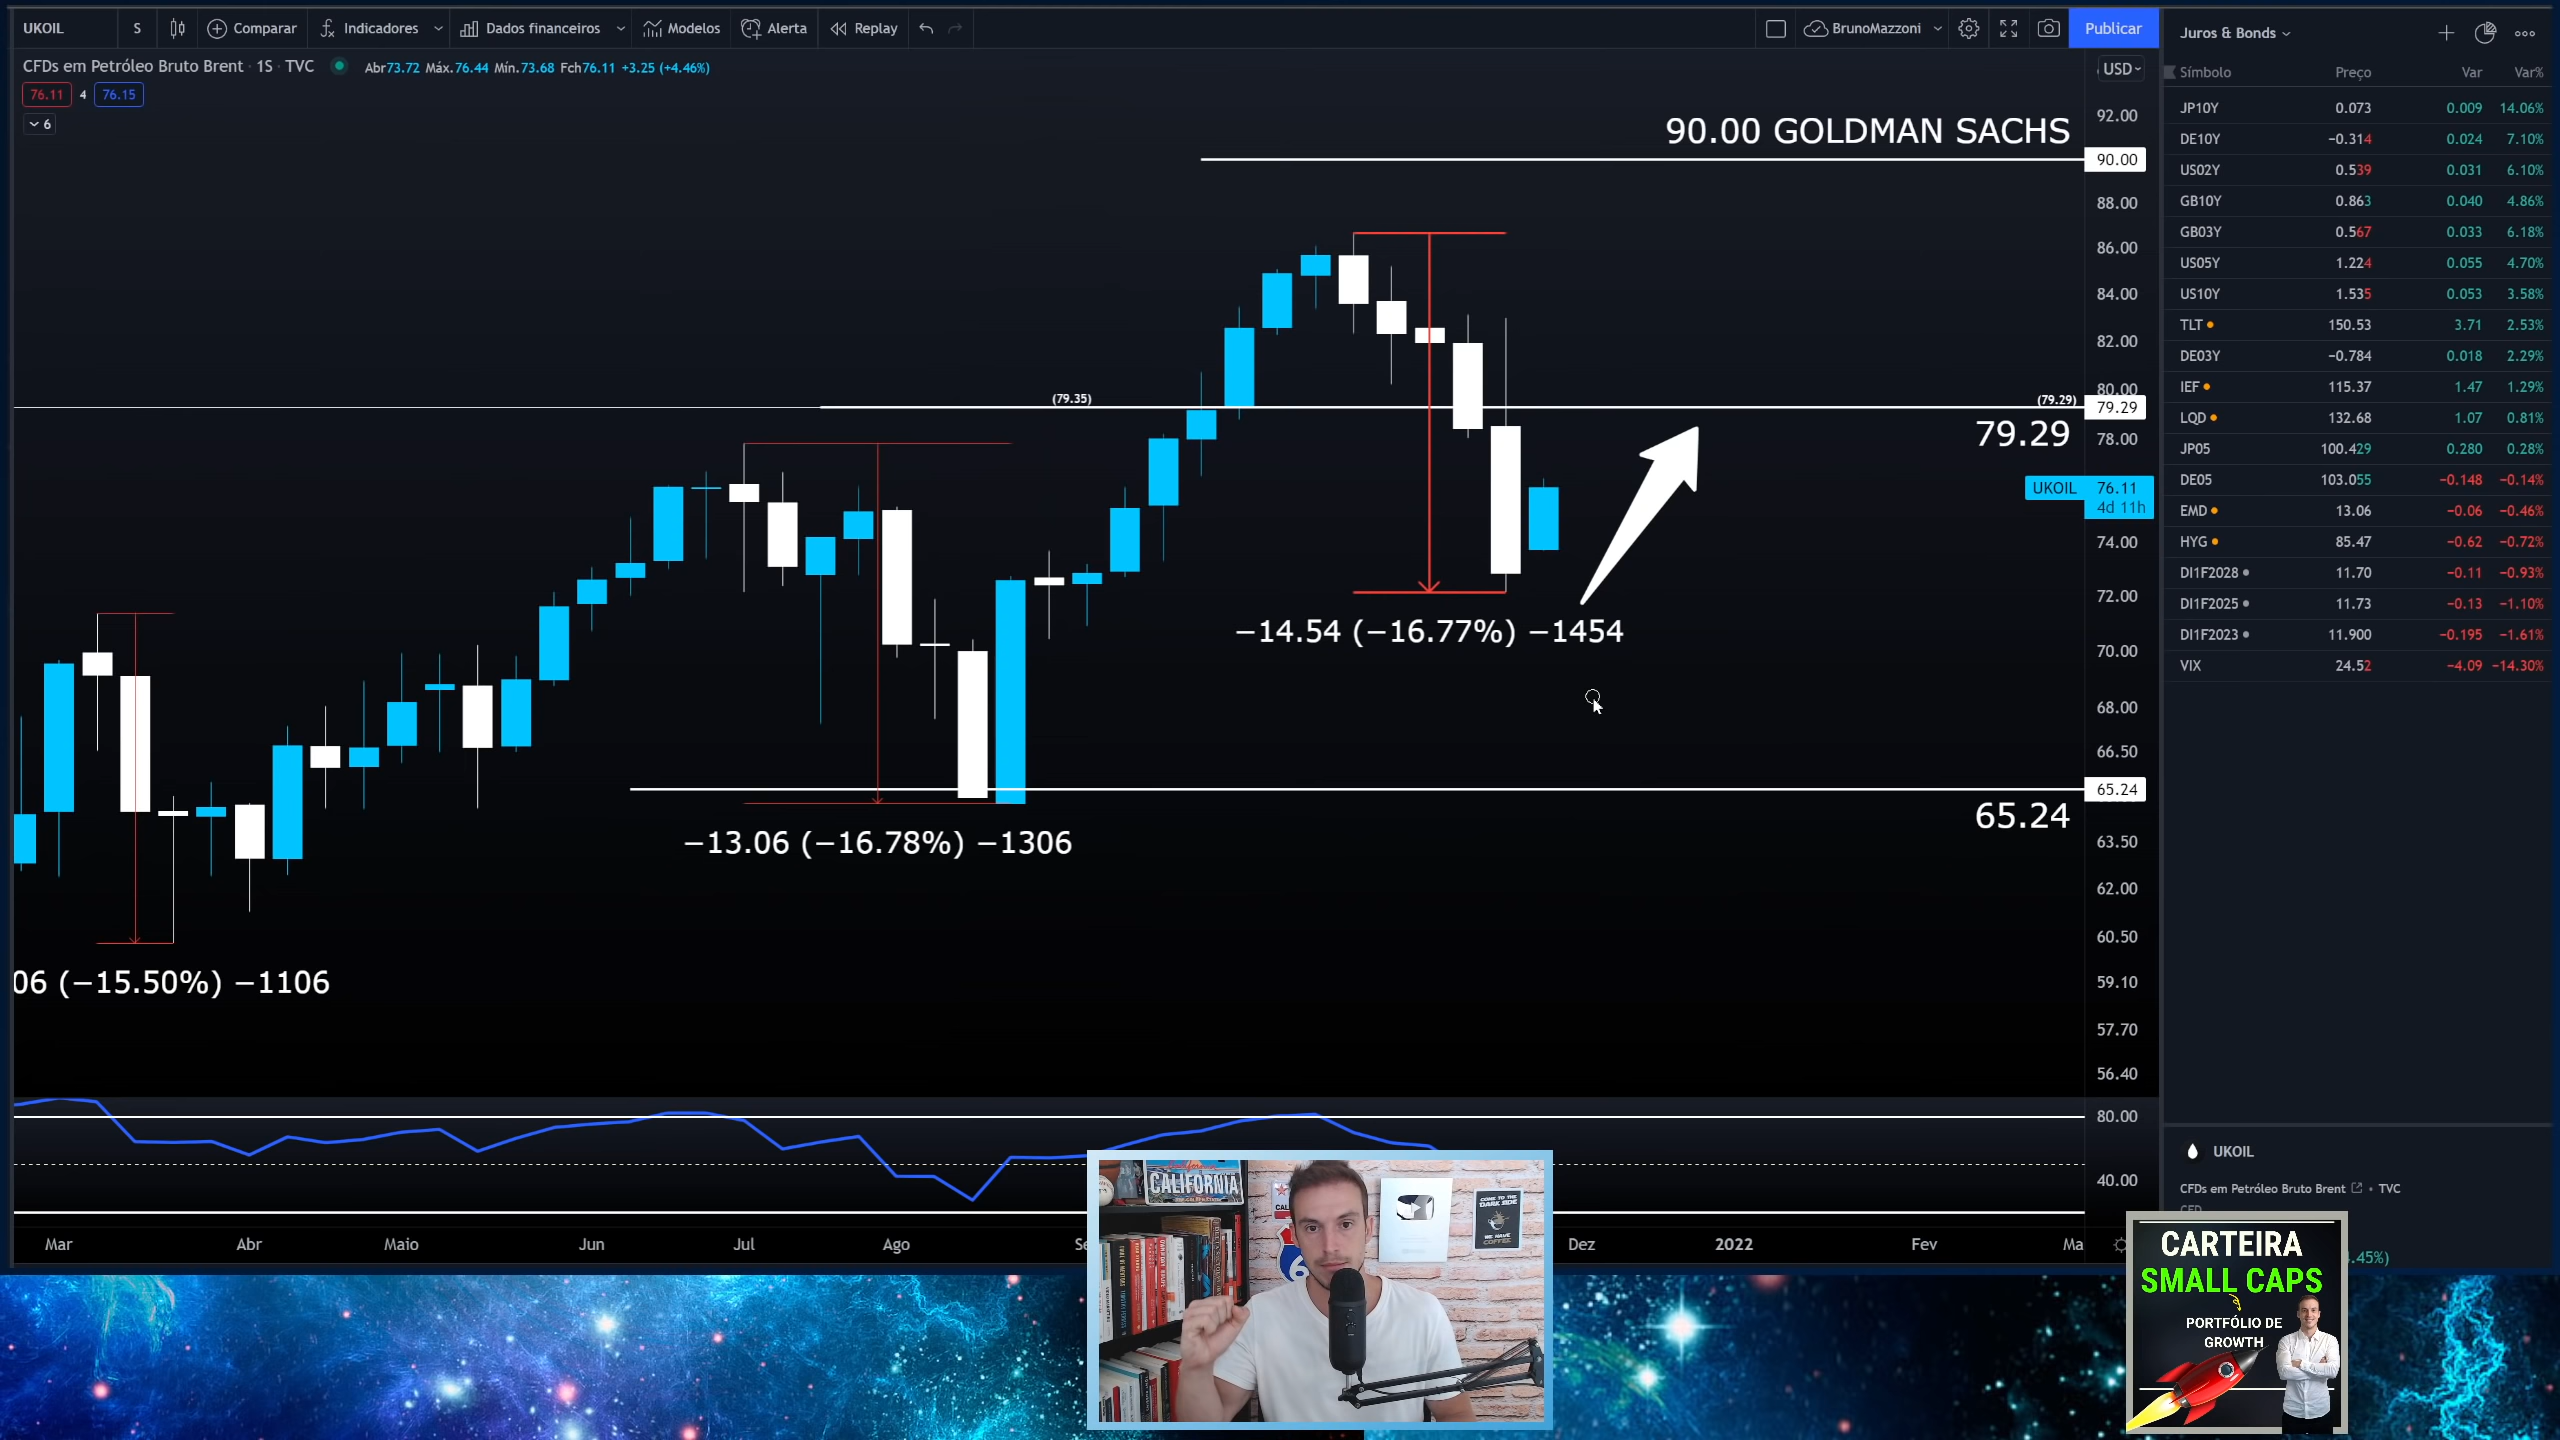 UKOIL S Comparar Indicadores Dados financeiros Modelos Alerta Replay BrunoMazzoni Publicar
CFDs em Petróleo Bruto Brent · 1S · TVC Abr73.72 Máx.76.44 Mín.73.68 Fch76.11 +3.25 (+4.46%)
76.11 4 76.15
6
USD
92.00
90.00 GOLDMAN SACHS
90.00
88.00
86.00
84.00
82.00
80.00
(79.35)
(79.29)
79.29
79.29
78.00
UKOIL 76.11
4d 11h
74.00
72.00
−14.54 (−16.77%) −1454
70.00
68.00
66.50
65.24
65.24
−13.06 (−16.78%) −1306
63.50
62.00
60.50
06 (−15.50%) −1106
59.10
57.70
56.40
80.00
40.00
Mar Abr Maio Jun Jul Ago Se Dez 2022 Fev Ma
Juros & Bonds
Símbolo Preço Var Var%
JP10Y 0.073 0.009 14.06%
DE10Y −0.314 0.024 7.10%
US02Y 0.539 0.031 6.10%
GB10Y 0.863 0.040 4.86%
GB03Y 0.567 0.033 6.18%
US05Y 1.224 0.055 4.70%
US10Y 1.535 0.053 3.58%
TLT 150.53 3.71 2.53%
DE03Y −0.784 0.018 2.29%
IEF 115.37 1.47 1.29%
LQD 132.68 1.07 0.81%
JP05 100.429 0.280 0.28%
DE05 103.055 −0.148 −0.14%
EMD 13.06 −0.06 −0.46%
HYG 85.47 −0.62 −0.72%
DI1F2028 11.70 −0.11 −0.93%
DI1F2025 11.73 −0.13 −1.10%
DI1F2023 11.900 −0.195 −1.61%
VIX 24.52 −4.09 −14.30%
UKOIL
CFDs em Petróleo Bruto Brent • TVC
CFD
.45%)
CARTEIRA
SMALL CAPS
PORTFÓLIO DE
GROWTH
CALIFORNIA
CAL
6
COME TO THE
DARK SIDE
WE HAVE
COFFEE